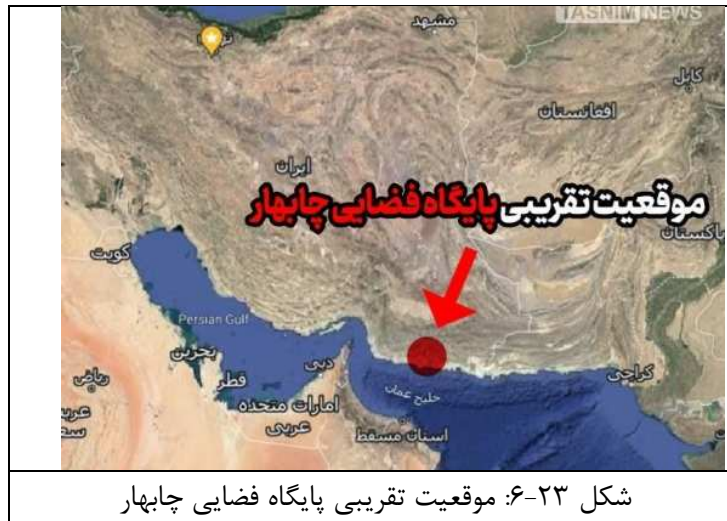 TASNIM NEWS
مشهد
کابل
افغانستان
ایران
موقعیت تقریبی پایگاه فضایی چابهار
پاکستان
کویت
Persian Gulf
بحرین
دبی
کراچی
ریاض
قطر
خلیج عمان
امارات متحده
عربی
استان مسقط
شکل ۲۳-۶: موقعیت تقریبی پایگاه فضایی چابهار